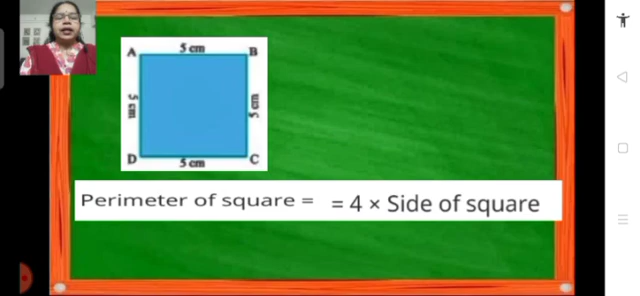 5 cm
A B
5 cm 5 cm
D C
5 cm
Perimeter of square = = 4 × Side of square